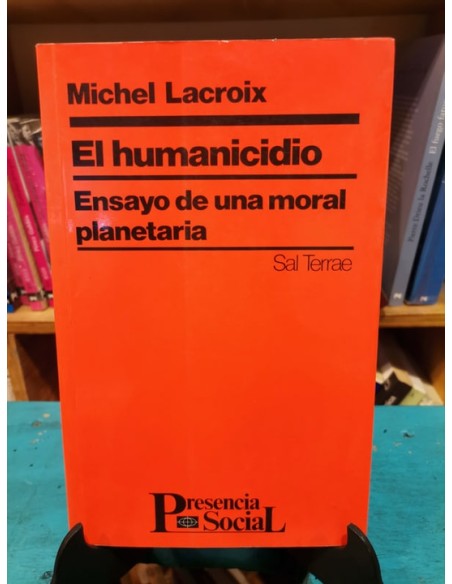 Michel Lacroix
El humanicidio
Ensayo de una moral
planetaria
Sal Terrae
Presencia
SociaL